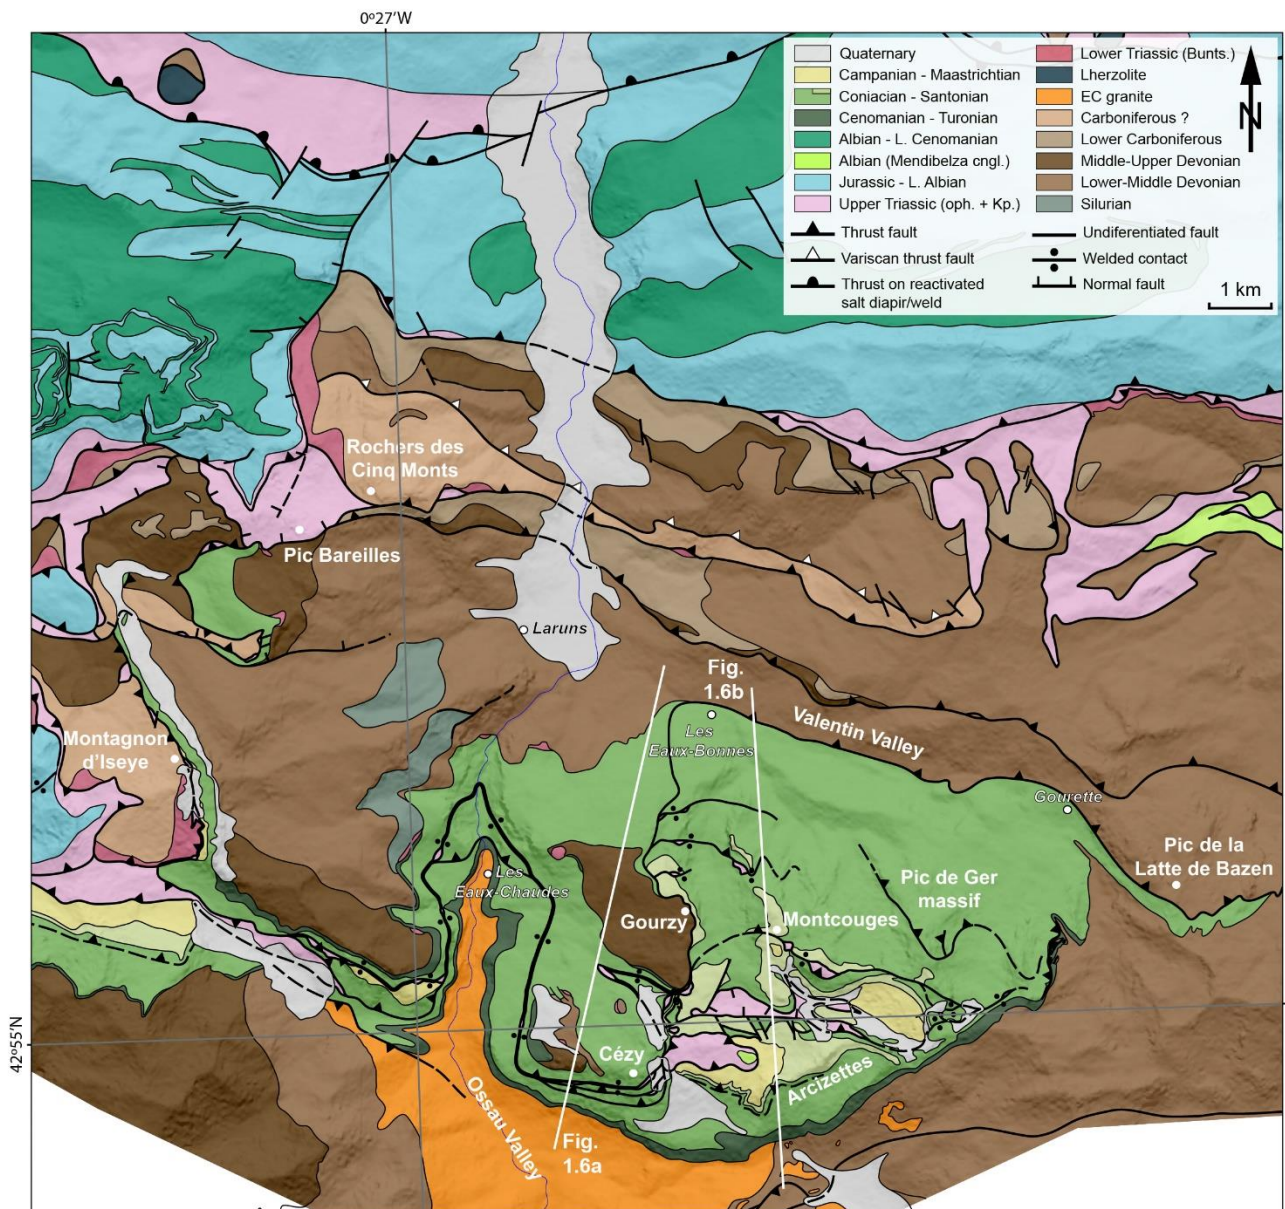 0º27'W
Quaternary
Campanian - Maastrichtian
Coniacian - Santonian
Cenomanian - Turonian
Albian - L. Cenomanian
Albian (Mendibelza cngl.)
Jurassic - L. Albian
Upper Triassic (oph. + Kp.)
Lower Triassic (Bunts.)
Lherzolite
EC granite
Carboniferous ?
Lower Carboniferous
Middle-Upper Devonian
Lower-Middle Devonian
Silurian
Thrust fault
Variscan thrust fault
Thrust on reactivated
salt diapir/weld
Undiferentiated fault
Welded contact
Normal fault
N
1 km
Rochers des
Cinq Monts
Pic Bareilles
Laruns
Fig.
1.6b
Les
Eaux-Bonnes
Valentin Valley
Montagnon
d'Iseye
Gourette
Pic de la
Latte de Bazen
Les
Eaux-Chaudes
Pic de Ger
massif
Gourzy
Montcouges
42º55'N
Cézy
Arcizettes
Ossau Valley
Fig.
1.6a